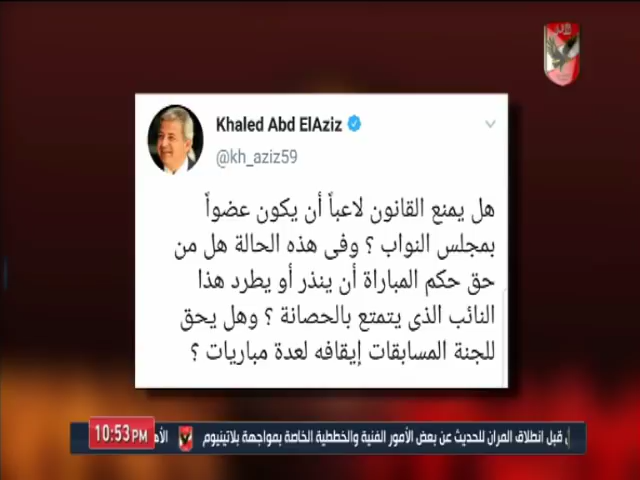 Khaled Abd ElAziz
@kh_aziz59
هل يمنع القانون لاعباً أن يكون عضواً
بمجلس النواب ؟ وفى هذه الحالة هل من
حق حكم المباراة أن ينذر أو يطرد هذا
النائب الذى يتمتع بالحصانة ؟ وهل يحق
للجنة المسابقات إيقافه لعدة مباريات ؟
10:53 PM
قبل انطلاق المران للحديث عن بعض الأمور الفنية والخططية الخاصة بمواجهة بلاتينيوم